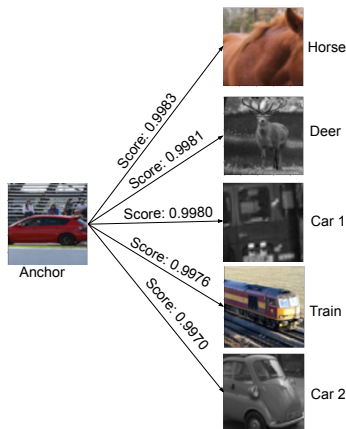 Horse
Score: 0.9983
Deer
Score: 0.9981
Car 1
Score: 0.9980
Anchor
Score: 0.9976
Train
Score: 0.9970
Car 2